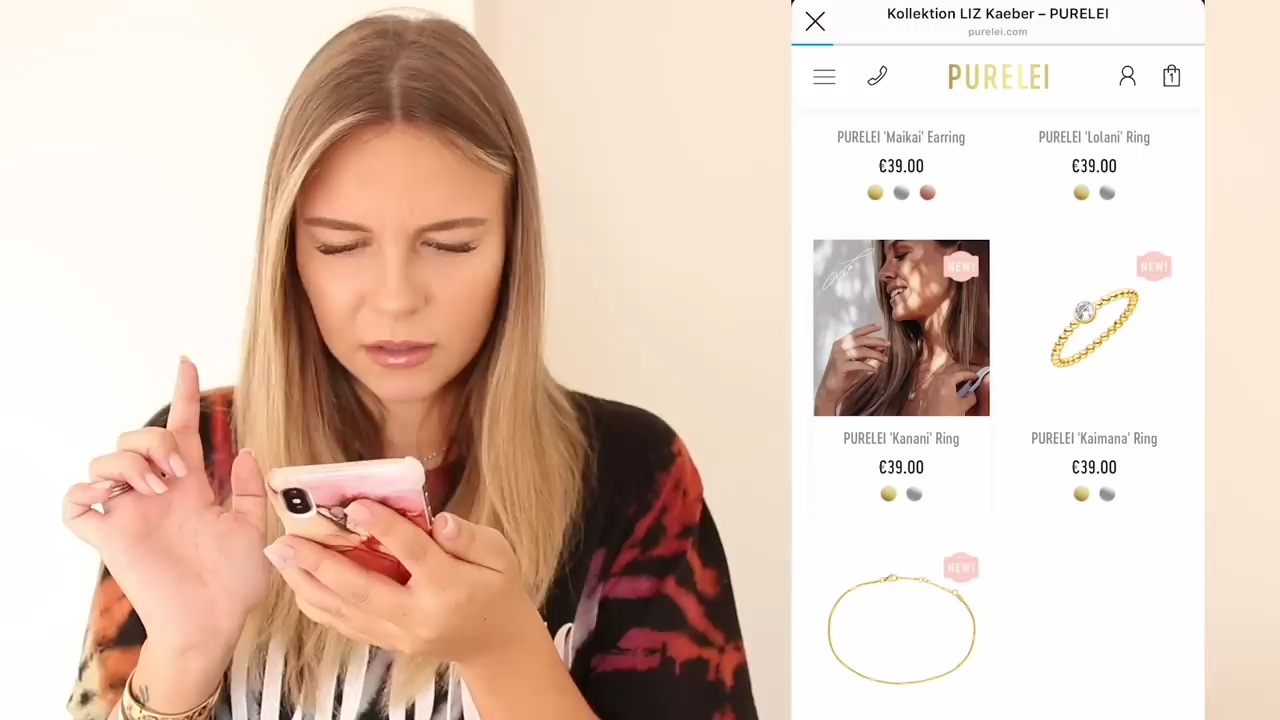 Kollektion LIZ Kaeber – PURELEI
purelei.com
PURELEI
1
PURELEI 'Maikai' Earring
PURELEI 'Lolani' Ring
€39.00
€39.00
NEW!
NEW!
PURELEI 'Kanani' Ring
PURELEI 'Kaimana' Ring
€39.00
€39.00
NEW!